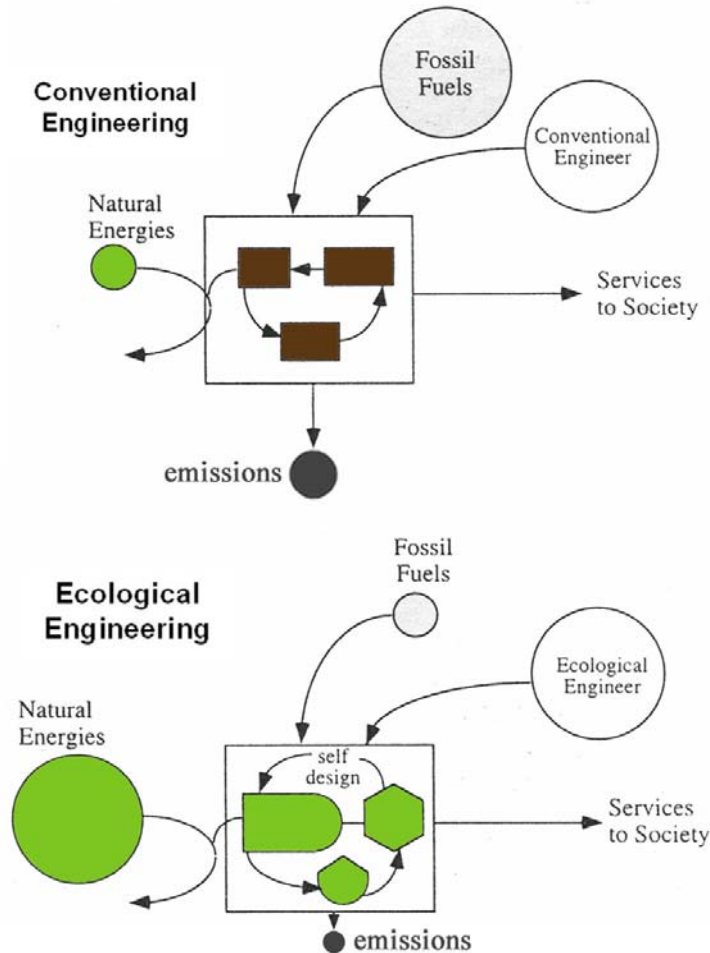 Fossil
Fuels
Conventional
Engineering
Conventional
Engineer
Natural
Energies
Services
to Society
emissions
Fossil
Fuels
Ecological
Engineering
Ecological
Engineer
Natural
Energies
self
design
Services
to Society
emissions